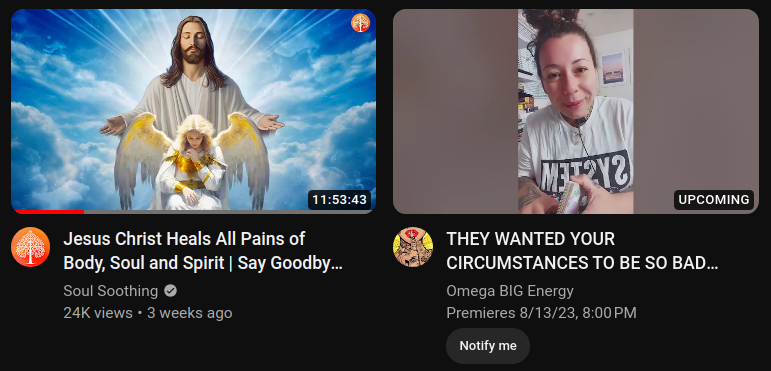 11:53:43
Jesus Christ Heals All Pains of
Body, Soul and Spirit | Say Goodby...
Soul Soothing
24K views • 3 weeks ago
SYSTEM
UPCOMING
THEY WANTED YOUR
CIRCUMSTANCES TO BE SO BAD...
Omega BIG Energy
Premieres 8/13/23, 8:00 PM
Notify me